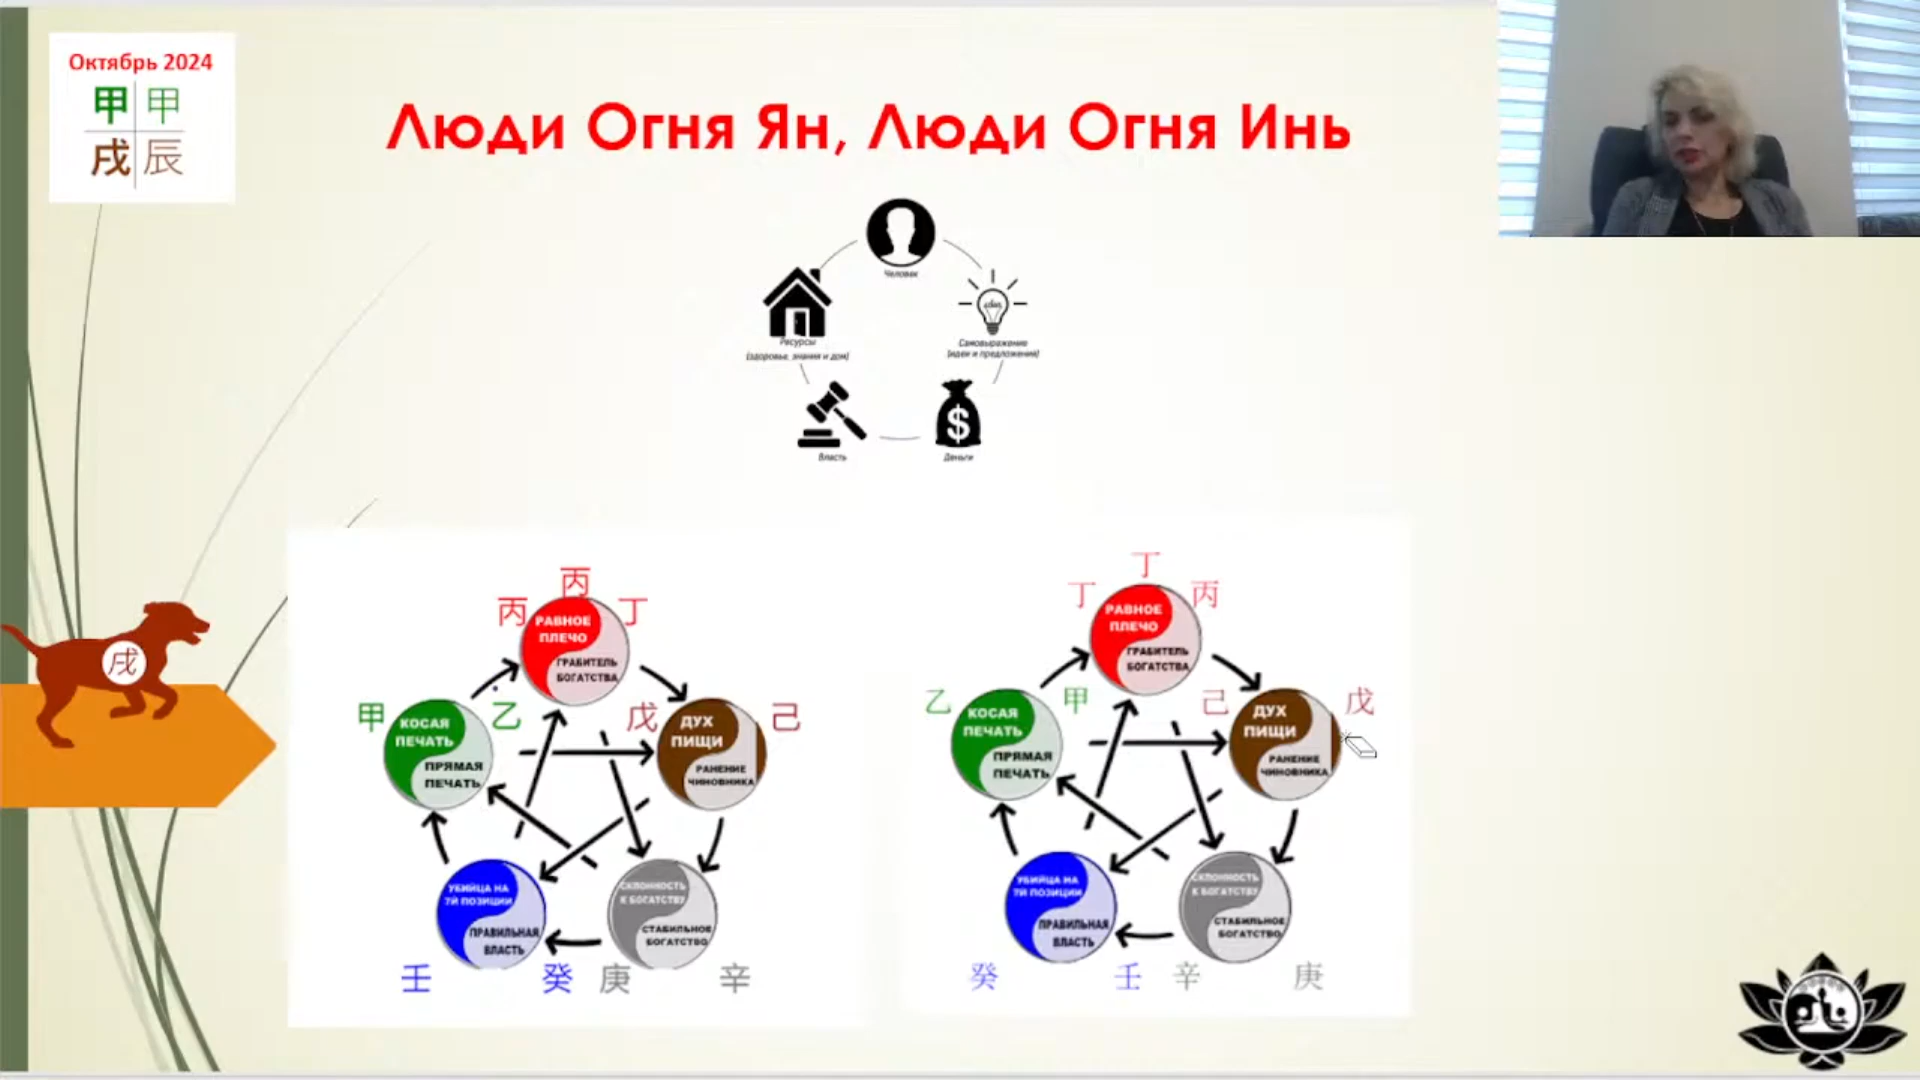 Октябрь 2024
甲 甲
戌 辰
Люди Огня Ян, Люди Огня Инь
Человек
idea
Ресурсы
(здоровье, знания и дом)
Самовыражение
(идеи и предложения)
Власть
Деньги
戌
丙
丙 丁
РАВНОЕ
ПЛЕЧО
ГРАБИТЕЛЬ
БОГАТСТВА
甲 乙
КОСАЯ
ПЕЧАТЬ
ПРЯМАЯ
ПЕЧАТЬ
戊 己
ДУХ
ПИЩИ
РАНЕНИЕ
ЧИНОВНИКА
УБИЙЦА НА
7Й ПОЗИЦИИ
ПРАВИЛЬНАЯ
ВЛАСТЬ
СКЛОННОСТЬ
К БОГАТСТВУ
СТАБИЛЬНОЕ
БОГАТСТВО
壬 癸 庚 辛
丁
丁 丙
РАВНОЕ
ПЛЕЧО
ГРАБИТЕЛЬ
БОГАТСТВА
乙 甲
КОСАЯ
ПЕЧАТЬ
ПРЯМАЯ
ПЕЧАТЬ
己 戊
ДУХ
ПИЩИ
РАНЕНИЕ
ЧИНОВНИКА
УБИЙЦА НА
7Й ПОЗИЦИИ
ПРАВИЛЬНАЯ
ВЛАСТЬ
СКЛОННОСТЬ
К БОГАТСТВУ
СТАБИЛЬНОЕ
БОГАТСТВО
癸 壬 辛 庚